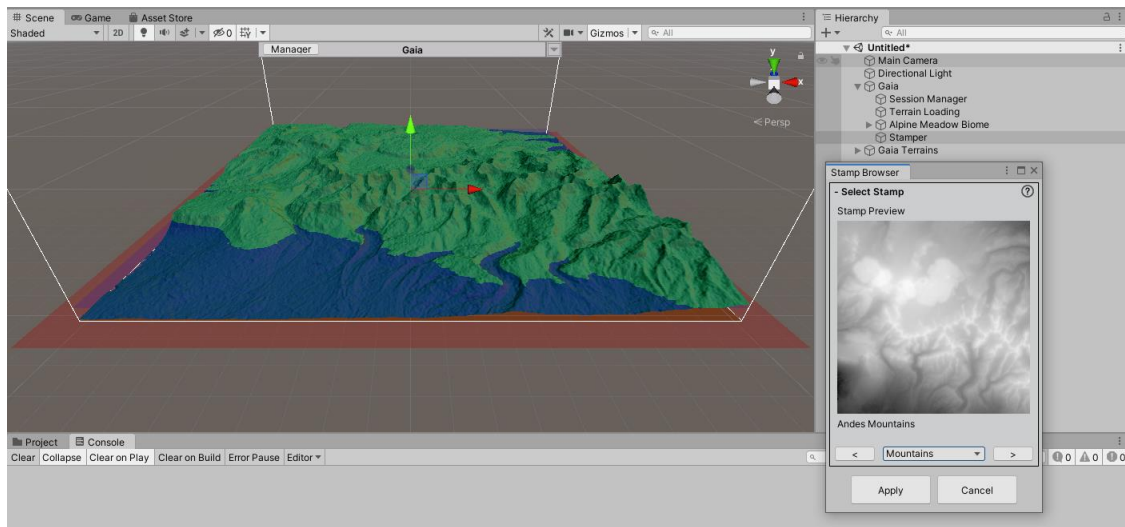 Scene Game Asset Store
Shaded 2D 0 Gizmos All
Manager Gaia
y
x
Persp
Hierarchy
All
Untitled*
Main Camera
Directional Light
Gaia
Session Manager
Terrain Loading
Alpine Meadow Biome
Stamper
Gaia Terrains
Stamp Browser
- Select Stamp ?
Stamp Preview
Andes Mountains
< Mountains >
Apply Cancel
Project Console
Clear Collapse Clear on Play Clear on Build Error Pause Editor 0 0 0